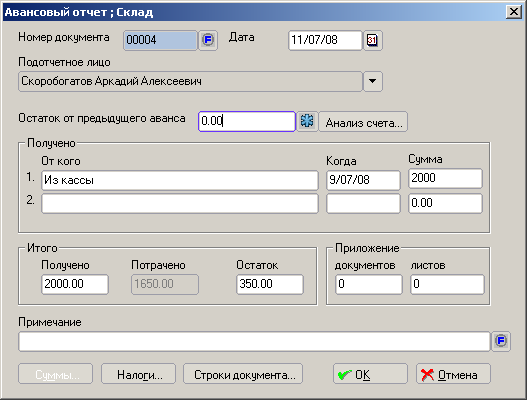 Авансовый отчет ; Склад
Номер документа 00004 F Дата 11/07/08 31
Подотчетное лицо
Скоробогатов Аркадий Алексеевич
Остаток от предыдущего аванса 0.00 Анализ счета...
Получено
От кого Когда Сумма
1. Из кассы 9/07/08 2000
2. 0.00
Итого Приложение
Получено Потрачено Остаток документов листов
2000.00 1650.00 350.00 0 0
Примечание
F
Суммы... Налоги... Строки документа... OK Отмена